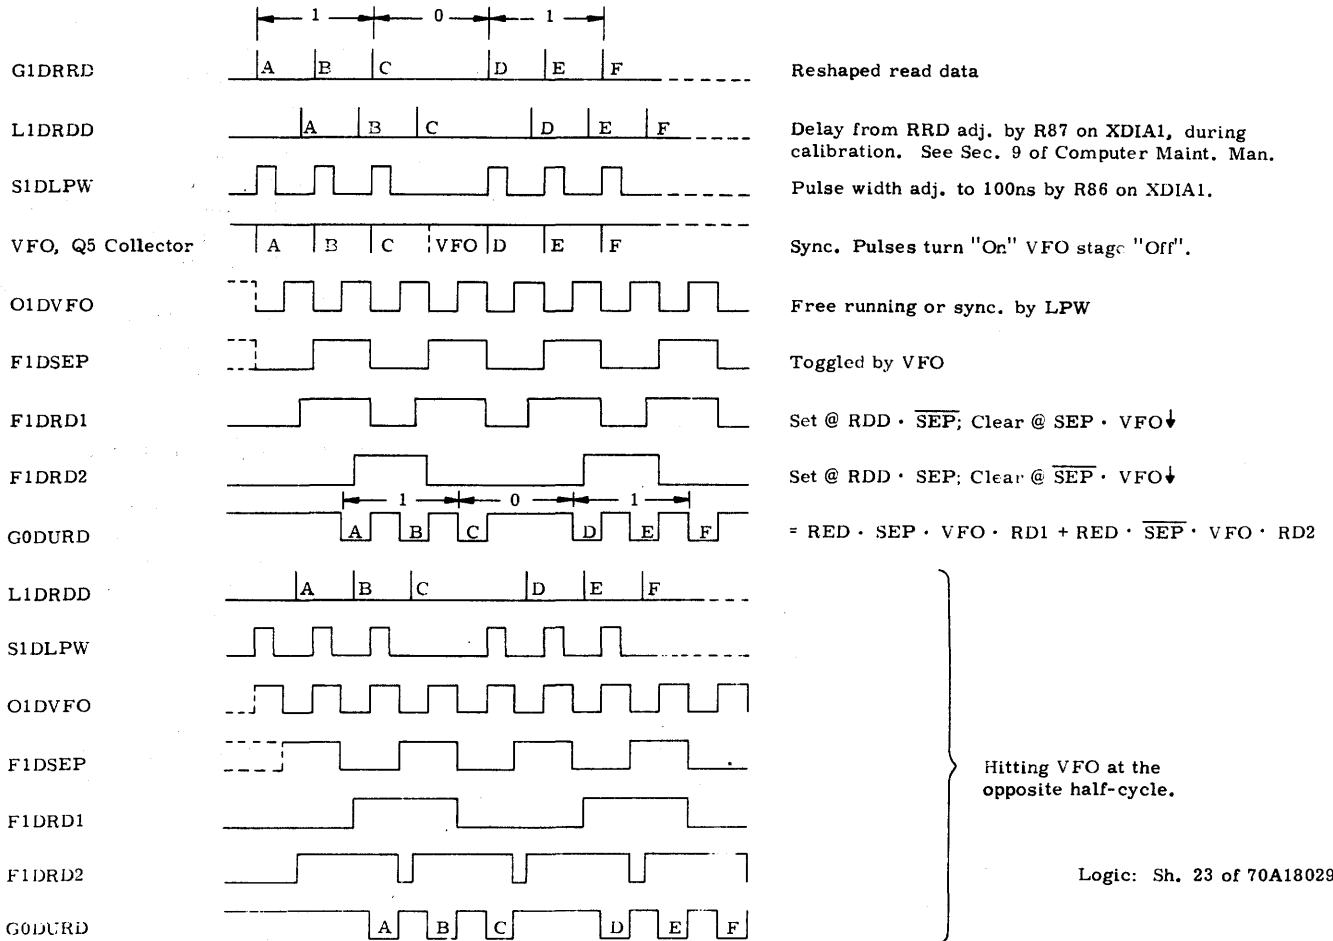 1 0 1
G1DRRD A B C D E F Reshaped read data
L1DRDD A B C D E F Delay from RRD adj. by R87 on XDIA1, during
calibration. See Sec. 9 of Computer Maint. Man.
S1DLPW Pulse width adj. to 100ns by R86 on XDIA1.
VFO, Q5 Collector A B C VFO D E F Sync. Pulses turn "On" VFO stage "Off".
O1DVFO Free running or sync. by LPW
F1DSEP Toggled by VFO
F1DRD1 Set @ RDD · S̅E̅P̅; Clear @ SEP · VFO↓
F1DRD2 Set @ RDD · SEP; Clear @ S̅E̅P̅ · VFO↓
1 0 1
G0DURD A B C D E F = RED · SEP · VFO · RD1 + RED · S̅E̅P̅ · VFO · RD2
L1DRDD A B C D E F
S1DLPW
O1DVFO
F1DSEP
Hitting VFO at the
opposite half-cycle.
F1DRD1
F1DRD2 Logic: Sh. 23 of 70A18029
G0DURD A B C D E F